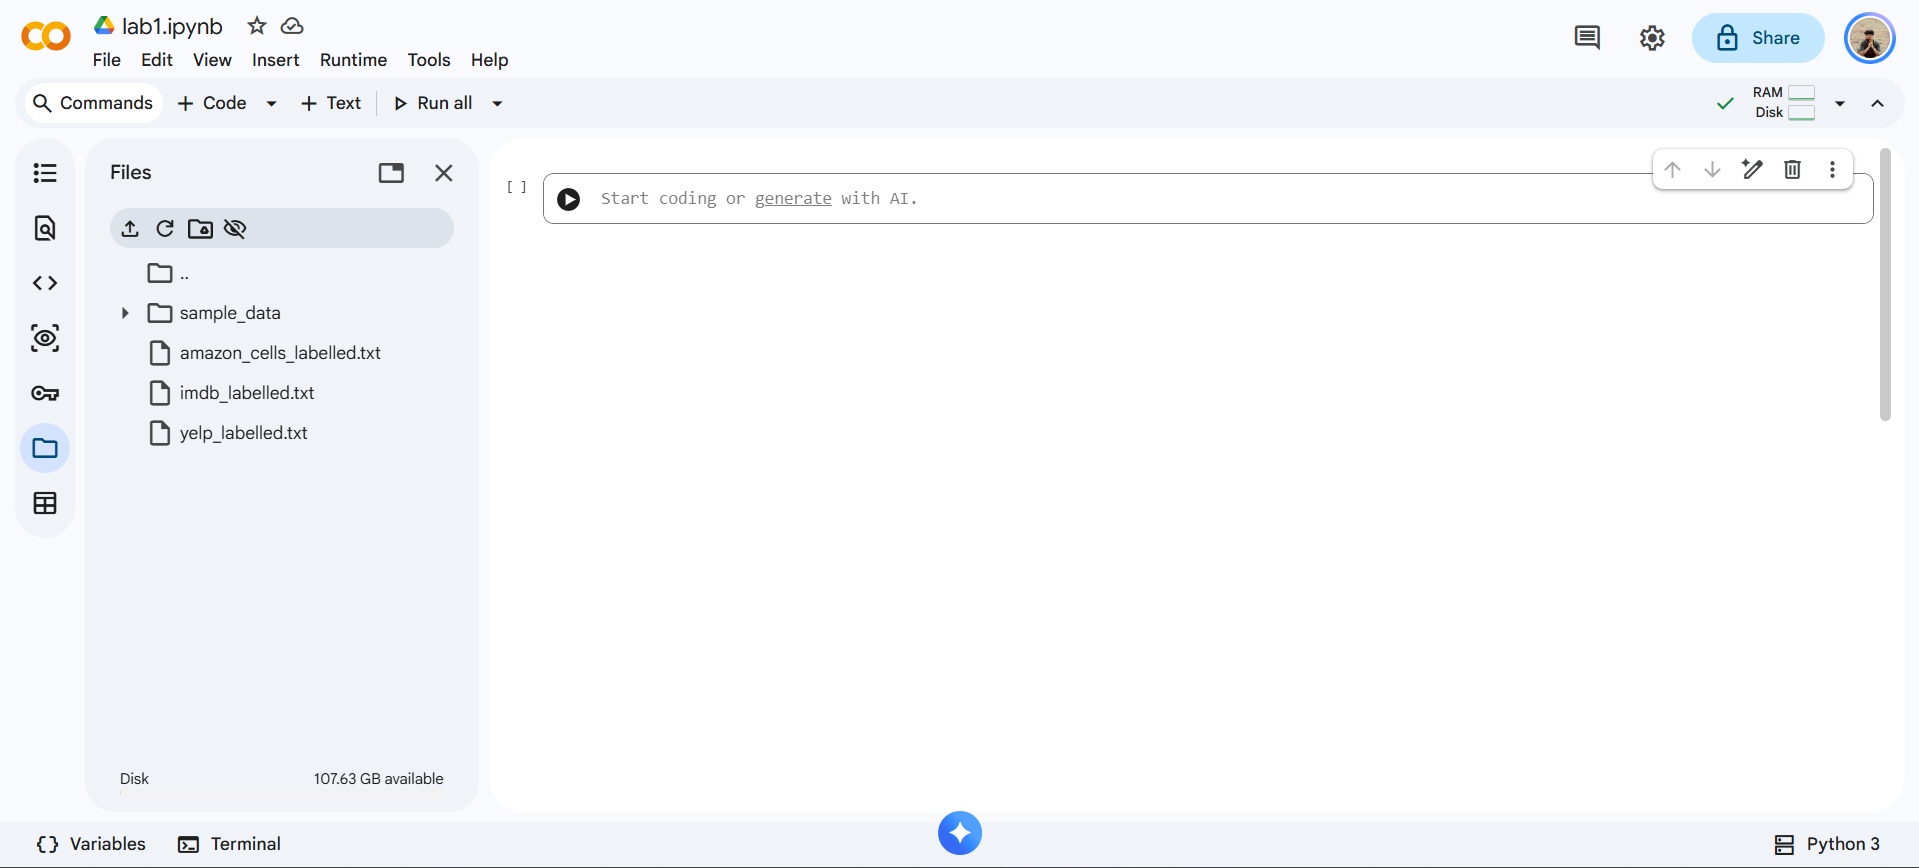 lab1.ipynb
File Edit View Insert Runtime Tools Help
Share
Commands + Code + Text Run all
RAM
Disk
Files
..
sample_data
amazon_cells_labelled.txt
imdb_labelled.txt
yelp_labelled.txt
Disk 107.63 GB available
[ ]
Start coding or generate with AI.
Variables Terminal
Python 3